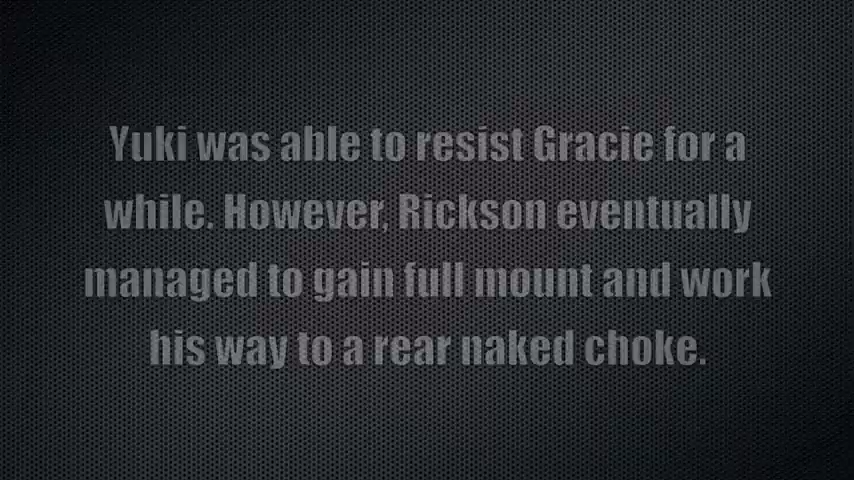 Yuki was able to resist Gracie for a
while. However, Rickson eventually
managed to gain full mount and work
his way to a rear naked choke.